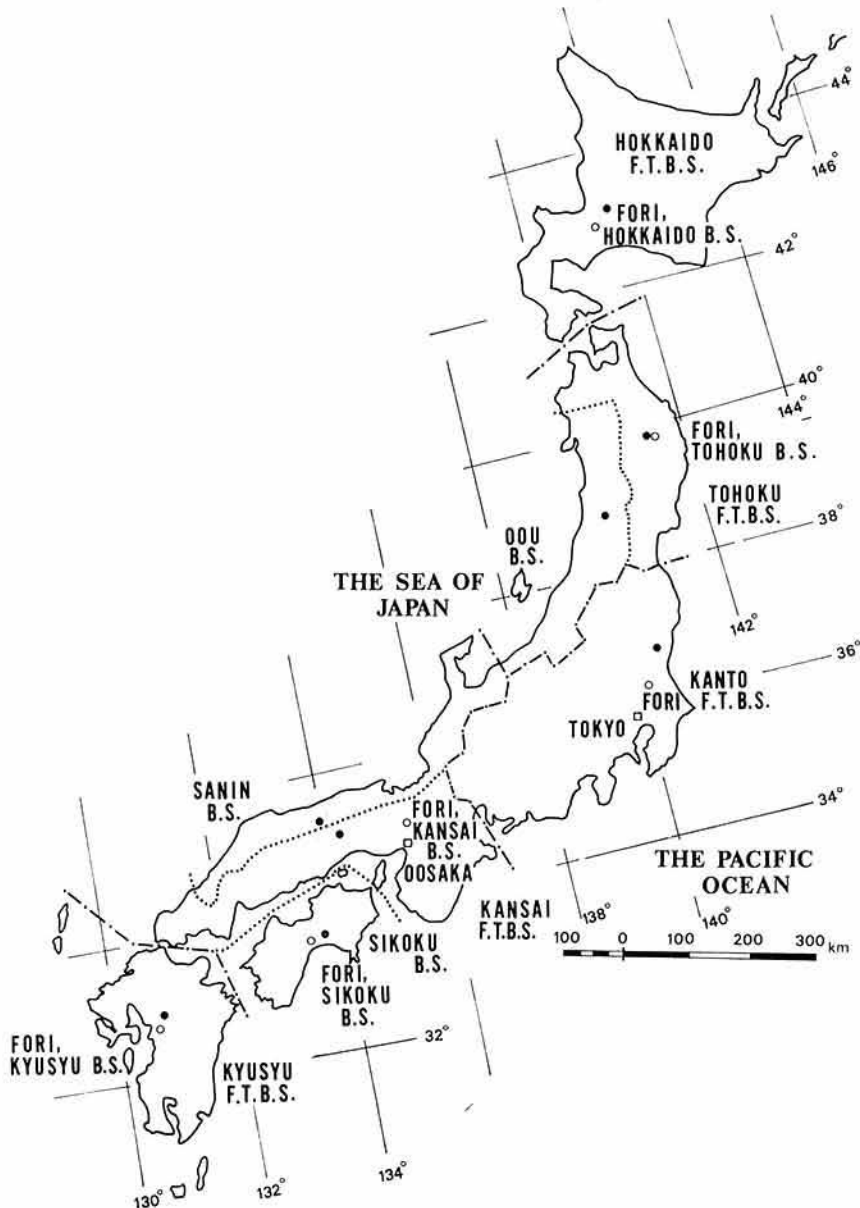 44°
HOKKAIDO
F.T.B.S.
146°
FORI,
HOKKAIDO B.S.
42°
40°
144°
FORI,
TOHOKU B.S.
TOHOKU
F.T.B.S.
38°
OOU
B.S.
THE SEA OF
JAPAN
142°
36°
KANTO
FORI F.T.B.S.
TOKYO
SANIN
B.S.
34°
FORI,
KANSAI
B.S.
OOSAKA
THE PACIFIC
OCEAN
KANSAI
F.T.B.S.
138°
140°
SIKOKU
B.S.
100 0 100 200 300 km
FORI,
SIKOKU
B.S.
32°
FORI,
KYUSYU B.S.
KYUSYU
F.T.B.S.
134°
132°
130°